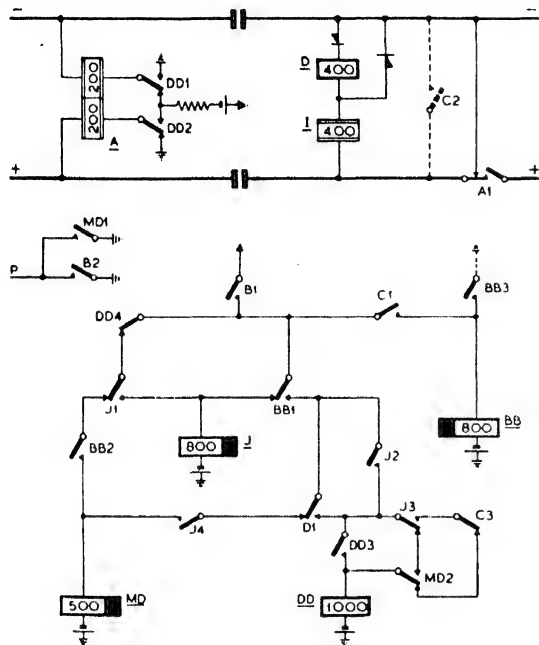 − −
D
400
200
DD1
C2
200
DD2
A
I
400
+ +
A1
MD1
P
B2
B1
BB3
DD4
C1
J1
BB1
BB
800
BB2
J
800
J2
J4
D1
J3
C3
DD3
MD2
MD
500
DD
1000